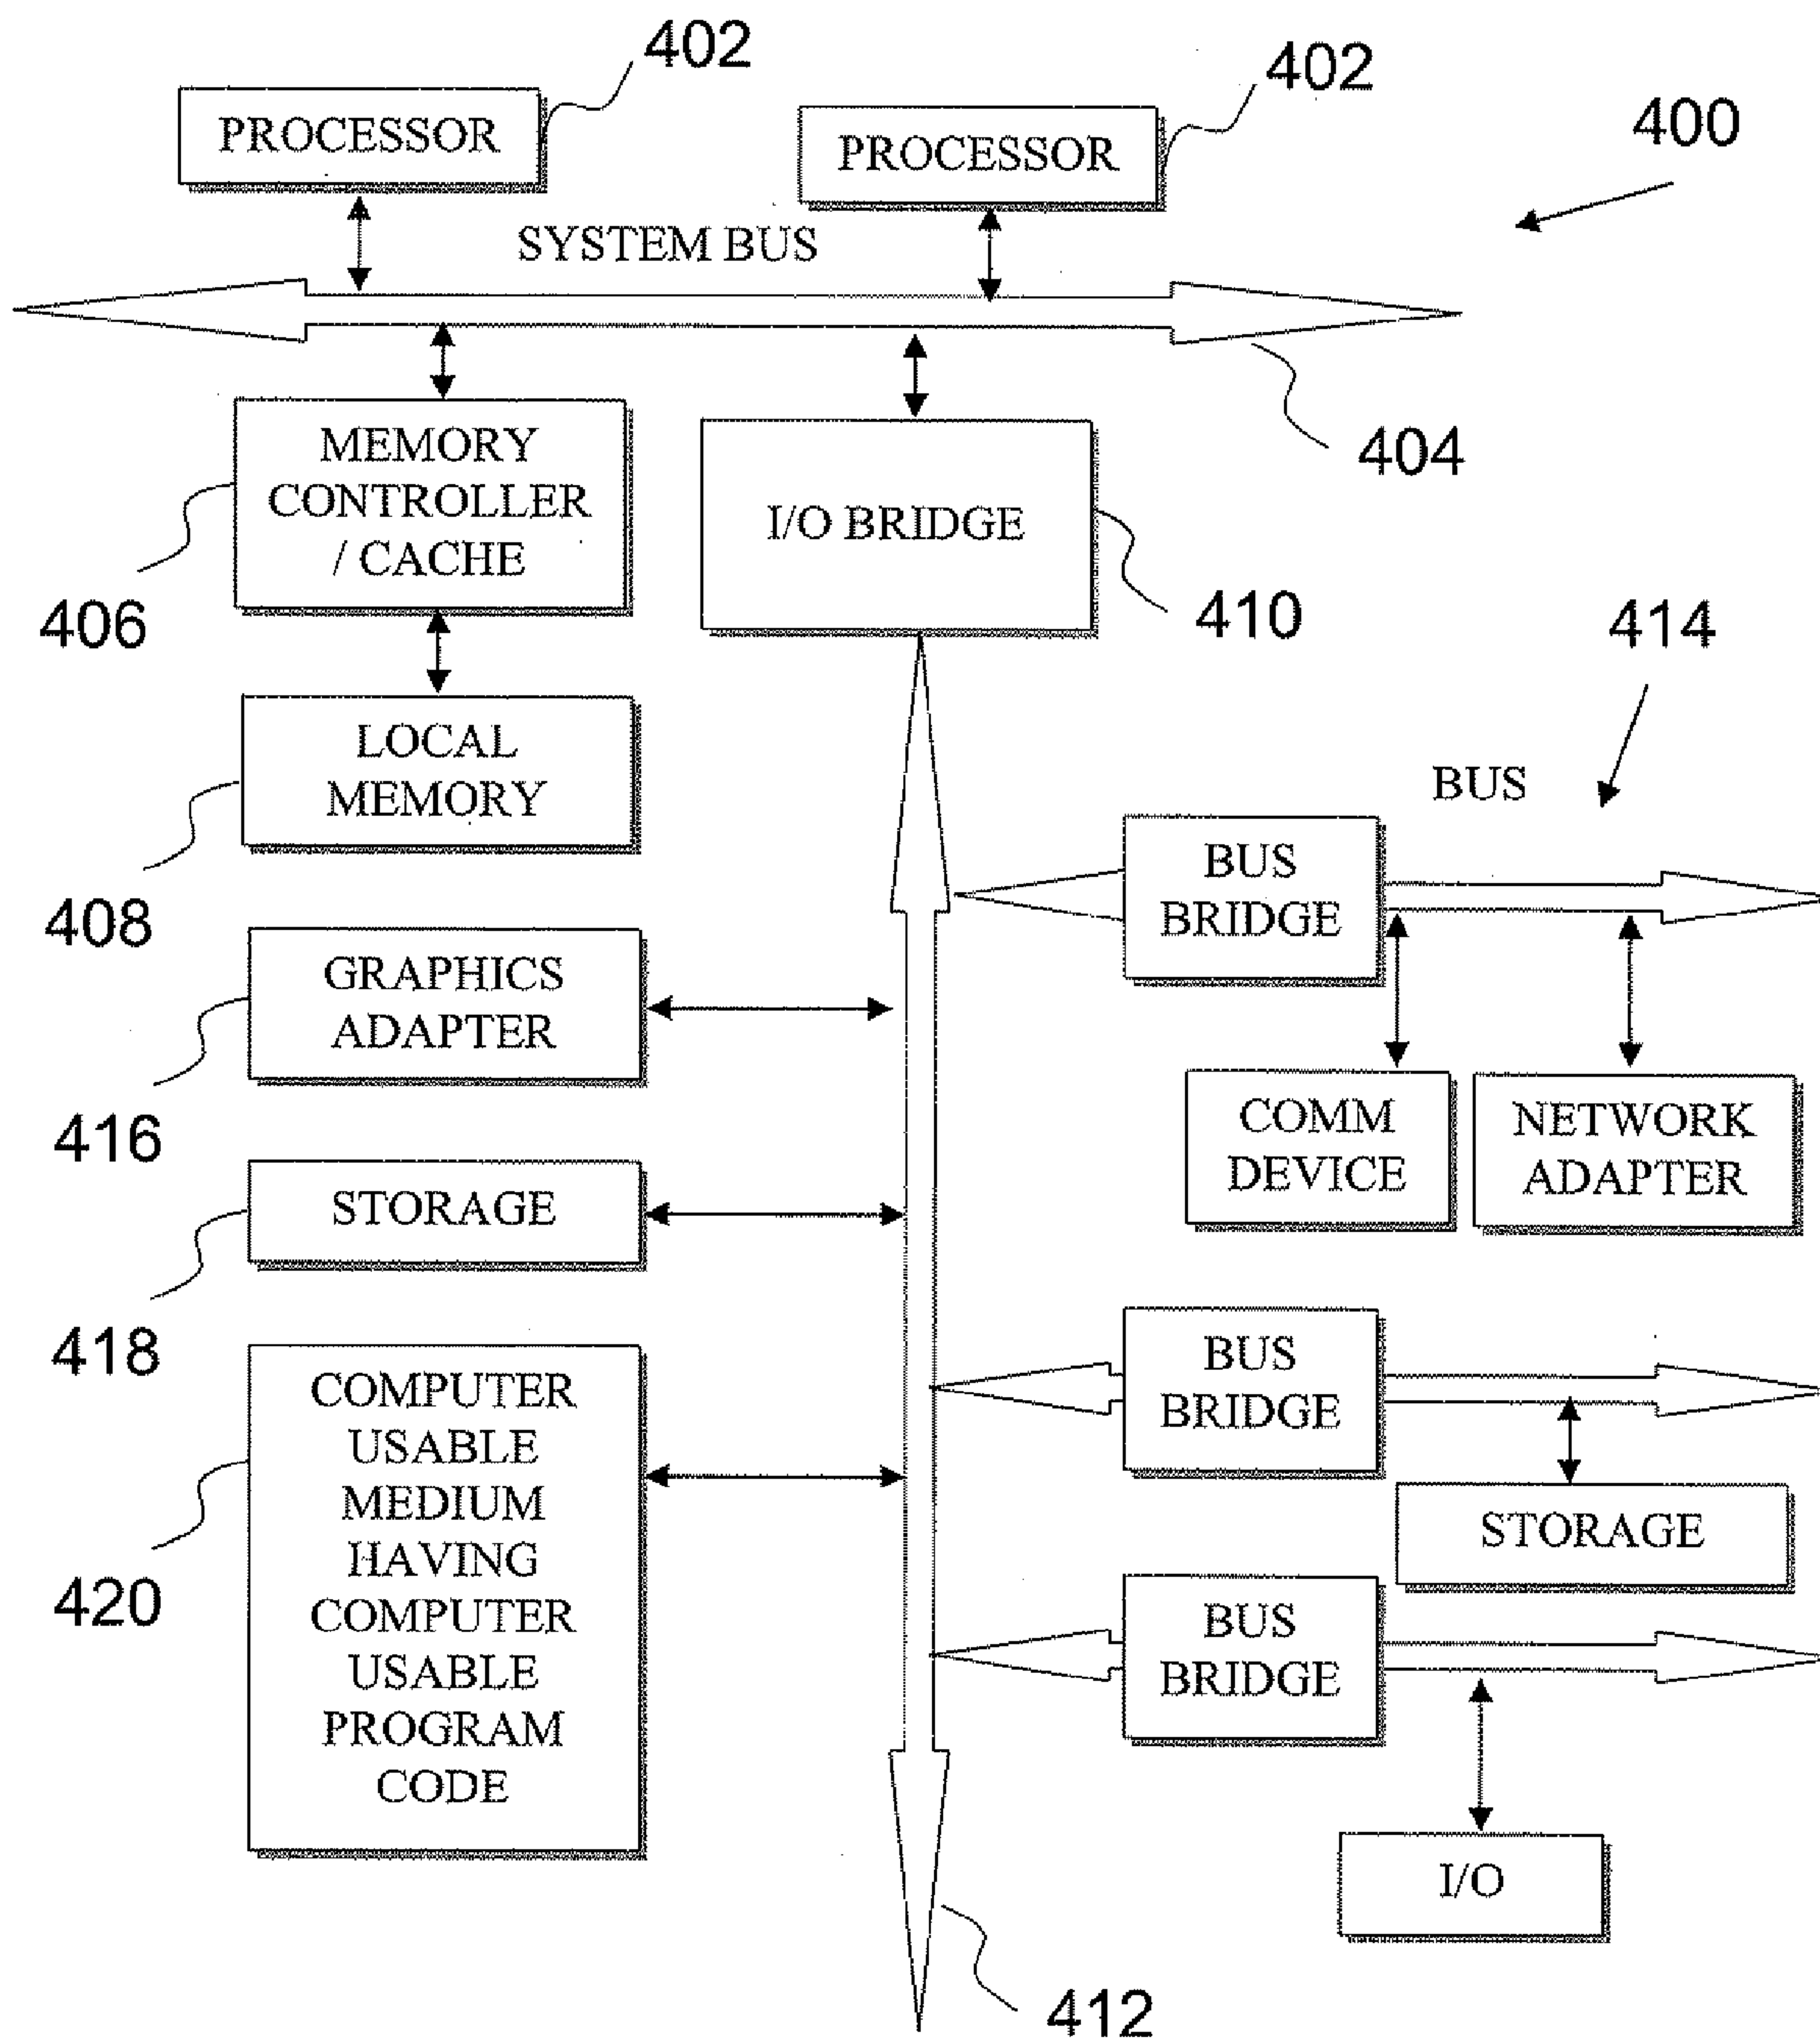 402
402
PROCESSOR
PROCESSOR
400
SYSTEM BUS
404
MEMORY
CONTROLLER
/ CACHE
I/O BRIDGE
406
410
414
LOCAL
MEMORY
BUS
408
BUS
BRIDGE
GRAPHICS
ADAPTER
416
COMM
DEVICE
NETWORK
ADAPTER
STORAGE
418
BUS
BRIDGE
STORAGE
COMPUTER
USABLE
MEDIUM
HAVING
COMPUTER
USABLE
PROGRAM
CODE
420
BUS
BRIDGE
I/O
412